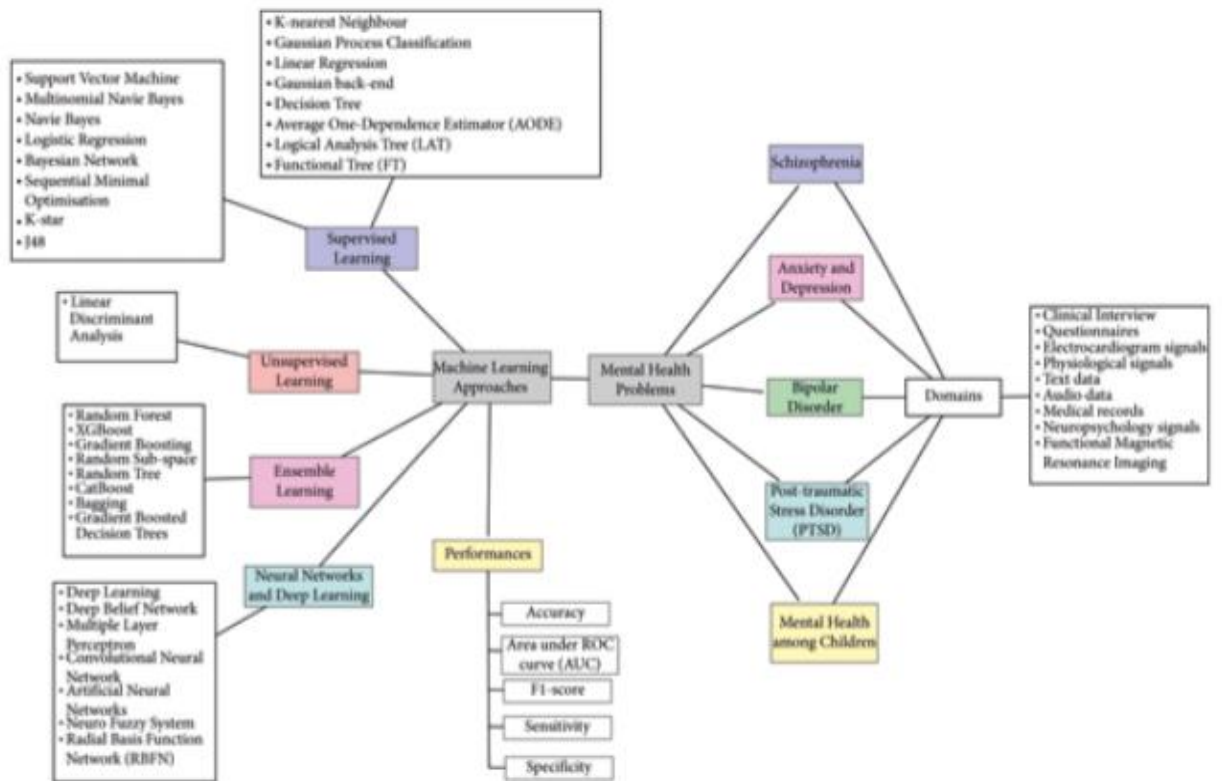 • Support Vector Machine
• Multinomial Navie Bayes
• Navie Bayes
• Logistic Regression
• Bayesian Network
• Sequential Minimal
Optimisation
• K-star
• J48
• K-nearest Neighbour
• Gaussian Process Classification
• Linear Regression
• Gaussian back-end
• Decision Tree
• Average One-Dependence Estimator (AODE)
• Logical Analysis Tree (LAT)
• Functional Tree (FT)
Supervised
Learning
• Linear
Discriminant
Analysis
Unsupervised
Learning
Machine Learning
Approaches
• Random Forest
• XGBoost
• Gradient Boosting
• Random Sub-space
• Random Tree
• CatBoost
• Bagging
• Gradient Boosted
Decision Trees
Ensemble
Learning
• Deep Learning
• Deep Belief Network
• Multiple Layer
Perceptron
• Convolutional Neural
Network
• Artificial Neural
Networks
• Neuro Fuzzy System
• Radial Basis Function
Network (RBFN)
Neural Networks
and Deep Learning
Performances
Accuracy
Area under ROC
curve (AUC)
F1-score
Sensitivity
Specificity
Mental Health
Problems
Schizophrenia
Anxiety and
Depression
Bipolar
Disorder
Post-traumatic
Stress Disorder
(PTSD)
Mental Health
among Children
Domains
• Clinical Interview
• Questionnaires
• Electrocardiogram signals
• Physiological signals
• Text data
• Audio data
• Medical records
• Neuropsychology signals
• Functional Magnetic
Resonance Imaging